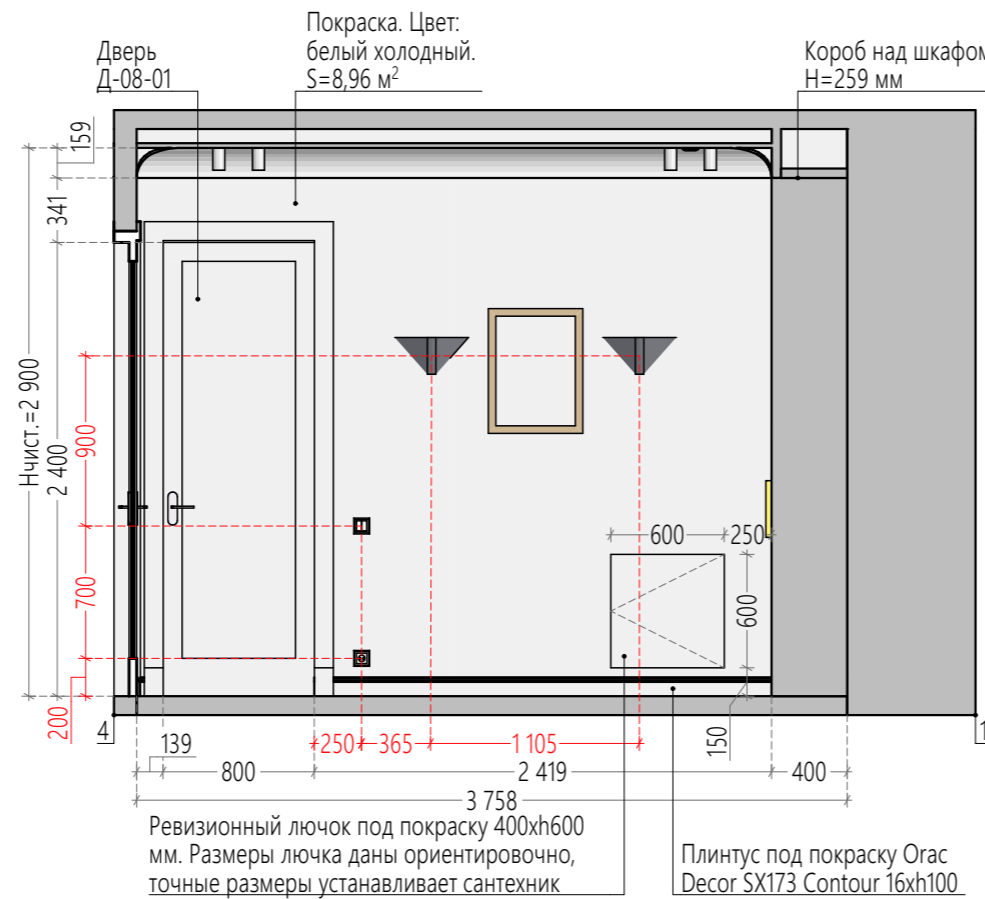 Покраска. Цвет:
белый холодный.
S=8,96 м²
Дверь
Д-08-01
Короб над шкафом
H=259 мм
159
341
Hчист.=2 900
2 400
900
700
200
600
250
600
150
4
1
139
250
365
1 105
800
2 419
400
3 758
Ревизионный лючок под покраску 400хh600
мм. Размеры лючка даны ориентировочно,
точные размеры устанавливает сантехник
Плинтус под покраску Orac
Decor SX173 Contour 16xh100